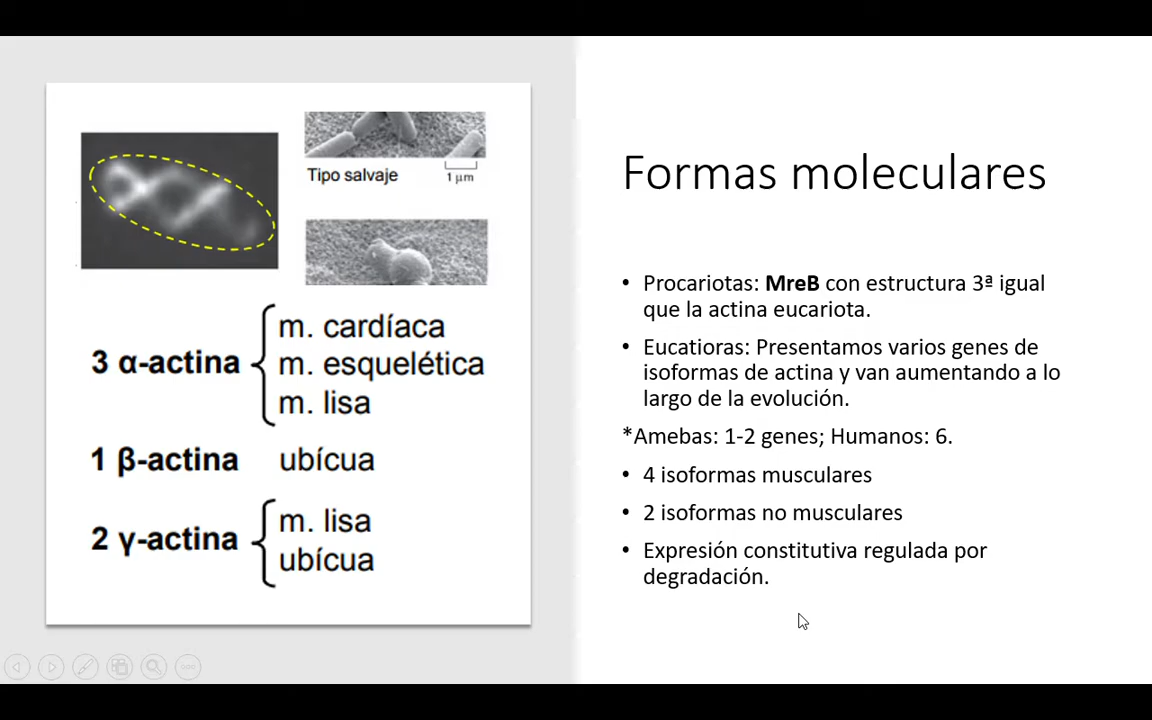 Tipo salvaje
1 µm
3 α-actina
m. cardíaca
m. esquelética
m. lisa
1 β-actina ubícua
2 γ-actina
m. lisa
ubícua
Formas moleculares
• Procariotas: MreB con estructura 3ª igual
que la actina eucariota.
• Eucatioras: Presentamos varios genes de
isoformas de actina y van aumentando a lo
largo de la evolución.
*Amebas: 1-2 genes; Humanos: 6.
• 4 isoformas musculares
• 2 isoformas no musculares
• Expresión constitutiva regulada por
degradación.